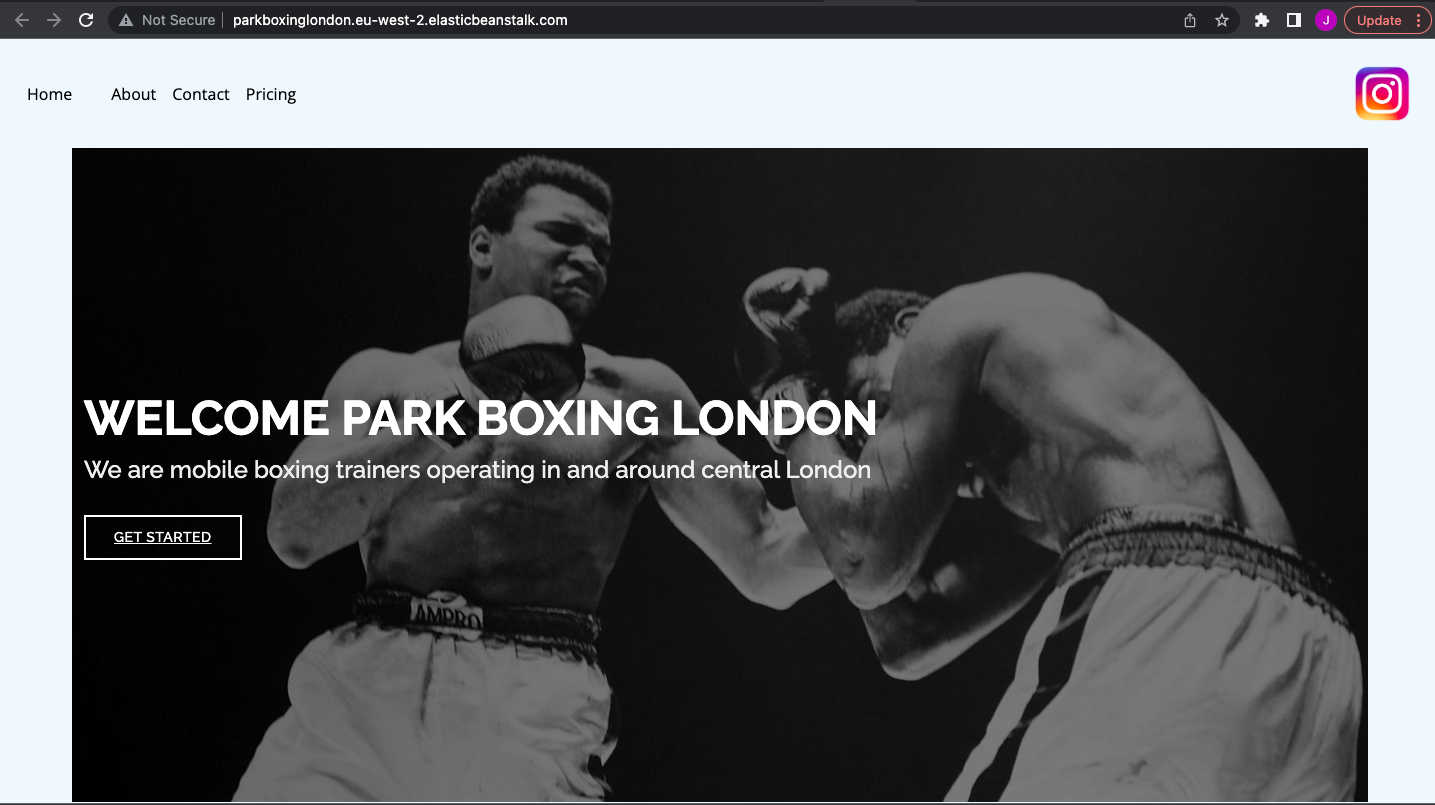 Not Secure parkboxinglondon.eu-west-2.elasticbeanstalk.com J Update
Home About Contact Pricing
WELCOME PARK BOXING LONDON
We are mobile boxing trainers operating in and around central London
GET STARTED
AMPRO